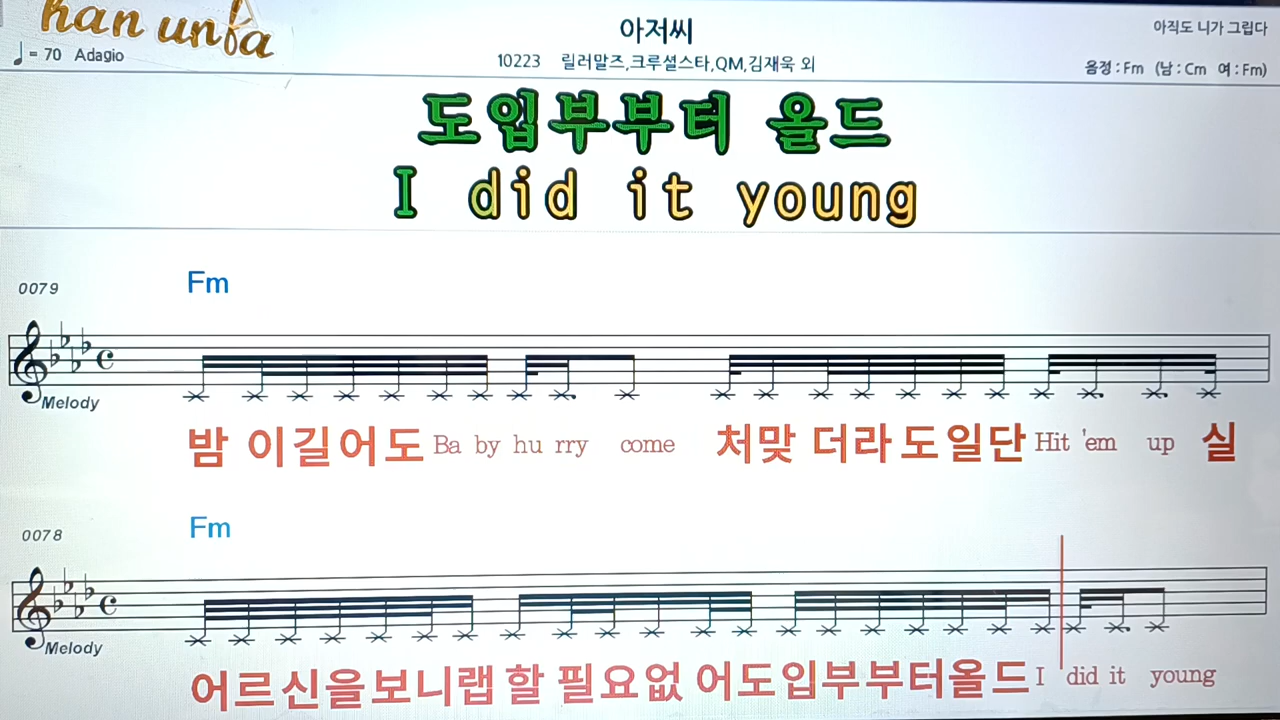 han unfa
아저씨
아직도 니가 그립다
♩= 70 Adagio
10223 릴러말즈,크루셜스타,QM,김재욱 외
음정 : Fm (남 : Cm 여 : Fm)
도입부부터 올드
I did it young
0079
Fm
Melody
밤 이길어도 Ba by hu rry come 처맞 더라도일단 Hit 'em up 실
0078
Fm
Melody
어르신을보니랩 할 필요없 어도입부부터올드 I did it young